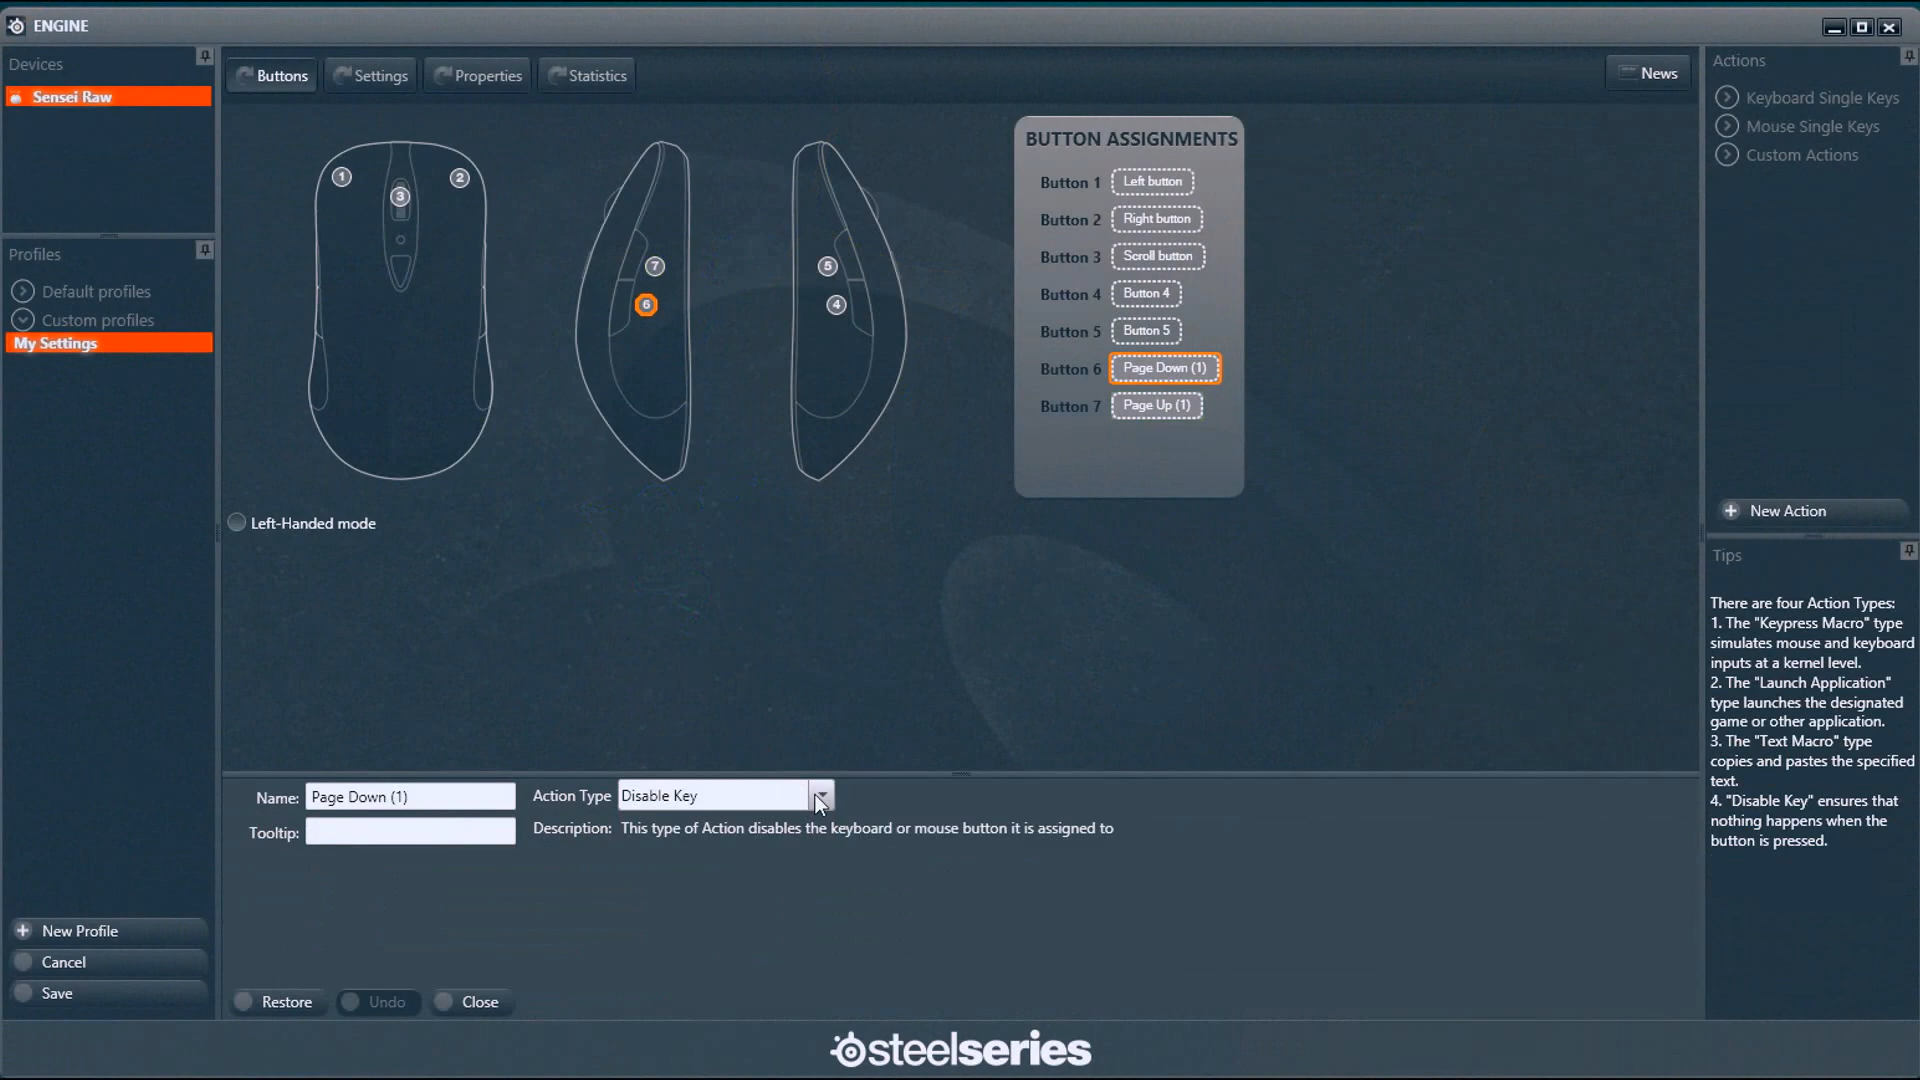 ENGINE
Devices
Sensei Raw
Profiles
Default profiles
Custom profiles
My Settings
New Profile
Cancel
Save
Buttons
Settings
Properties
Statistics
News
1
2
3
7
6
5
4
Left-Handed mode
BUTTON ASSIGNMENTS
Button 1 Left button
Button 2 Right button
Button 3 Scroll button
Button 4 Button 4
Button 5 Button 5
Button 6 Page Down (1)
Button 7 Page Up (1)
Name: Page Down (1)
Tooltip:
Action Type Disable Key
Description: This type of Action disables the keyboard or mouse button it is assigned to
Restore
Undo
Close
Actions
Keyboard Single Keys
Mouse Single Keys
Custom Actions
New Action
Tips
There are four Action Types:
1. The "Keypress Macro" type
simulates mouse and keyboard
inputs at a kernel level.
2. The "Launch Application"
type launches the designated
game or other application.
3. The "Text Macro" type
copies and pastes the specified
text.
4. "Disable Key" ensures that
nothing happens when the
button is pressed.
steelseries